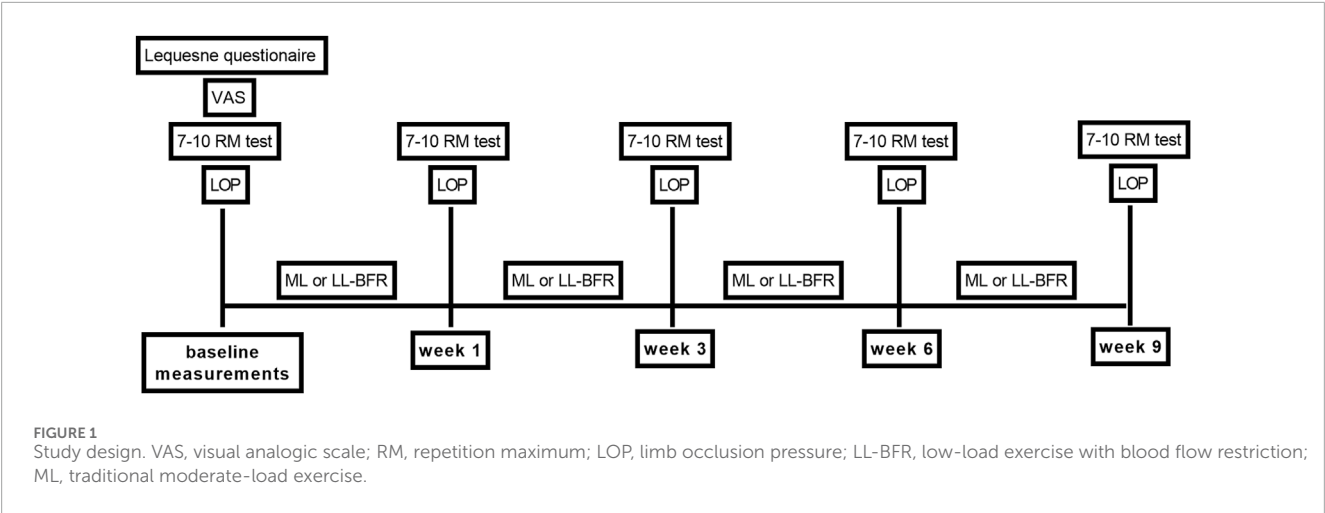 Lequesne questionaire
VAS
7-10 RM test
7-10 RM test
7-10 RM test
7-10 RM test
7-10 RM test
LOP
LOP
LOP
LOP
LOP
ML or LL-BFR
ML or LL-BFR
ML or LL-BFR
ML or LL-BFR
baseline
measurements
week 1
week 3
week 6
week 9
FIGURE 1
Study design. VAS, visual analogic scale; RM, repetition maximum; LOP, limb occlusion pressure; LL-BFR, low-load exercise with blood flow restriction;
ML, traditional moderate-load exercise.